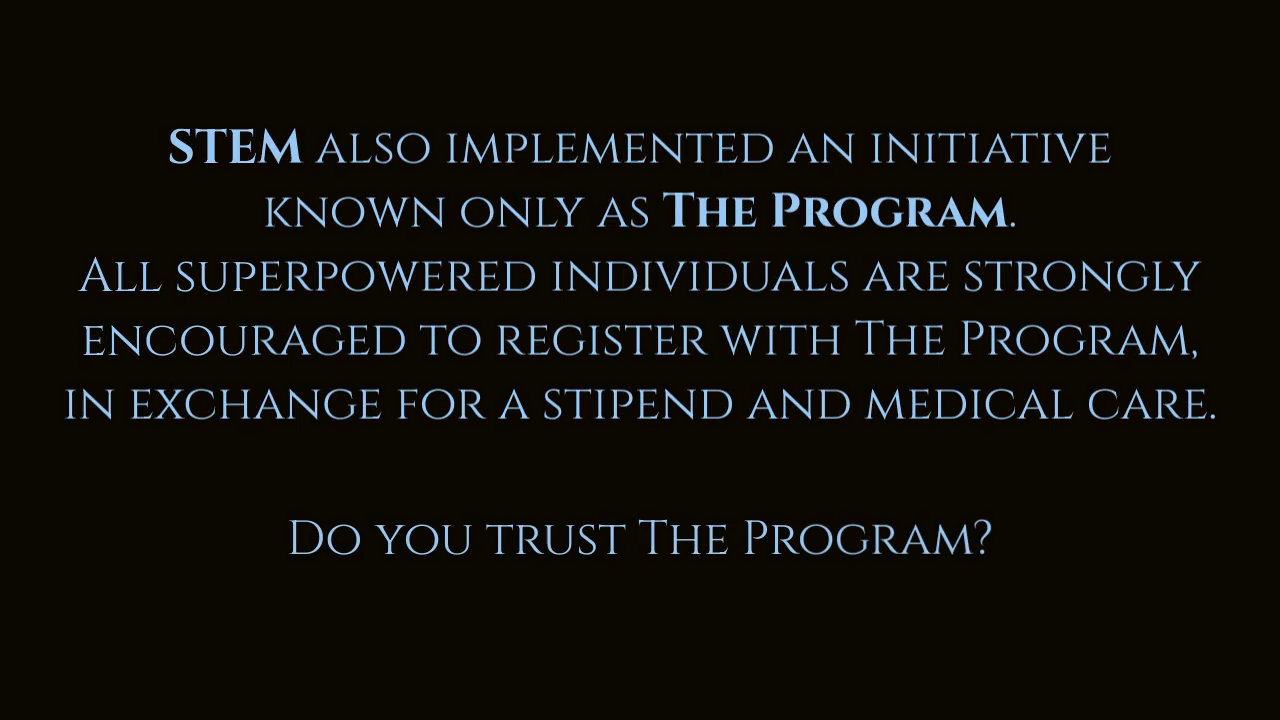 STEM also implemented an initiative
known only as The Program.
All superpowered individuals are strongly
encouraged to register with The Program,
in exchange for a stipend and medical care.
Do you trust The Program?